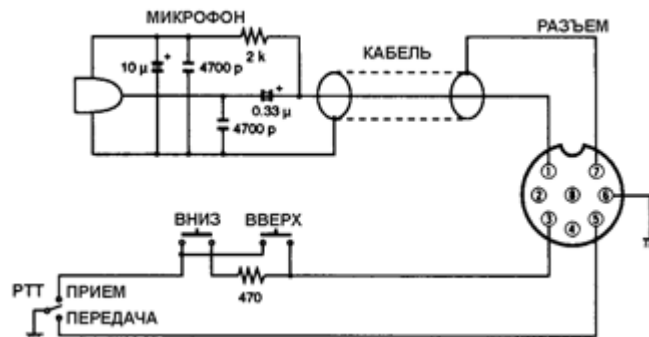 МИКРОФОН
РАЗЪЕМ
КАБЕЛЬ
2 k
10 μ
+
4700 p
+
0.33 μ
4700 p
1
7
2
8
6
3
5
4
ВНИЗ
ВВЕРХ
470
PTT
ПРИЕМ
ПЕРЕДАЧА